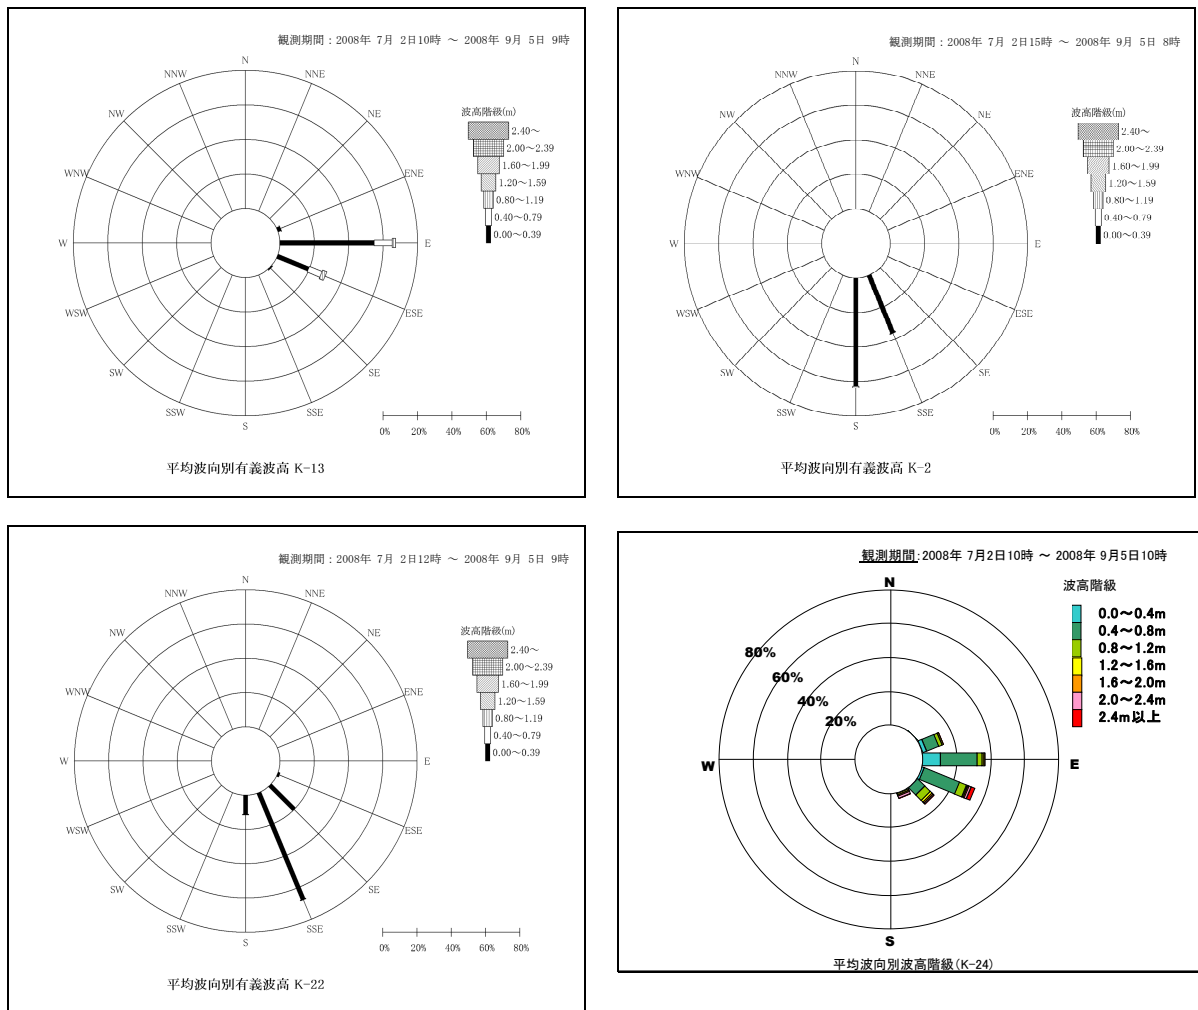 観測期間：2008年 7月 2日10時 ～ 2008年 9月 5日 9時
N
NNW
NNE
NW
NE
波高階級(m)
2.40～
2.00～2.39
1.60～1.99
1.20～1.59
0.80～1.19
0.40～0.79
0.00～0.39
WNW
ENE
W
E
WSW
ESE
SW
SE
SSW
SSE
S
0% 20% 40% 60% 80%
平均波向別有義波高 K-13
観測期間：2008年 7月 2日15時 ～ 2008年 9月 5日 8時
N
NNW
NNE
NW
NE
波高階級(m)
2.40～
2.00～2.39
1.60～1.99
1.20～1.59
0.80～1.19
0.40～0.79
0.00～0.39
WNW
ENE
W
E
WSW
ESE
SW
SE
SSW
SSE
S
0% 20% 40% 60% 80%
平均波向別有義波高 K-2
観測期間：2008年 7月 2日12時 ～ 2008年 9月 5日 9時
N
NNW
NNE
NW
NE
波高階級(m)
2.40～
2.00～2.39
1.60～1.99
1.20～1.59
0.80～1.19
0.40～0.79
0.00～0.39
WNW
ENE
W
E
WSW
ESE
SW
SE
SSW
SSE
S
0% 20% 40% 60% 80%
平均波向別有義波高 K-22
観測期間:2008年 7月2日10時 ～ 2008年 9月5日10時
N
波高階級
0.0～0.4m
0.4～0.8m
0.8～1.2m
1.2～1.6m
1.6～2.0m
2.0～2.4m
2.4m以上
80%
60%
40%
20%
W
E
S
平均波向別波高階級(K-24)